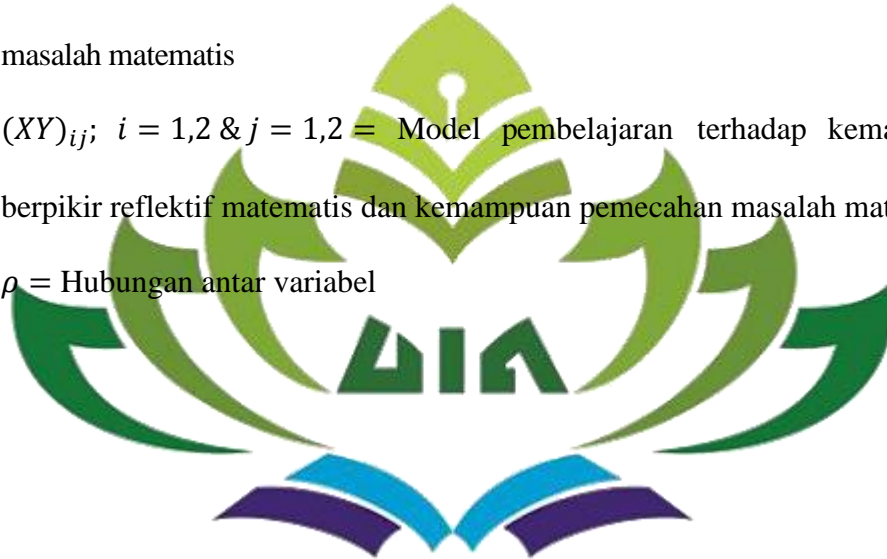 masalah matematis
(𝑋𝑌)ᵢⱼ; 𝑖 = 1,2 & 𝑗 = 1,2 = Model pembelajaran terhadap kema
berpikir reflektif matematis dan kemampuan pemecahan masalah mat
𝜌 = Hubungan antar variabel
UIN